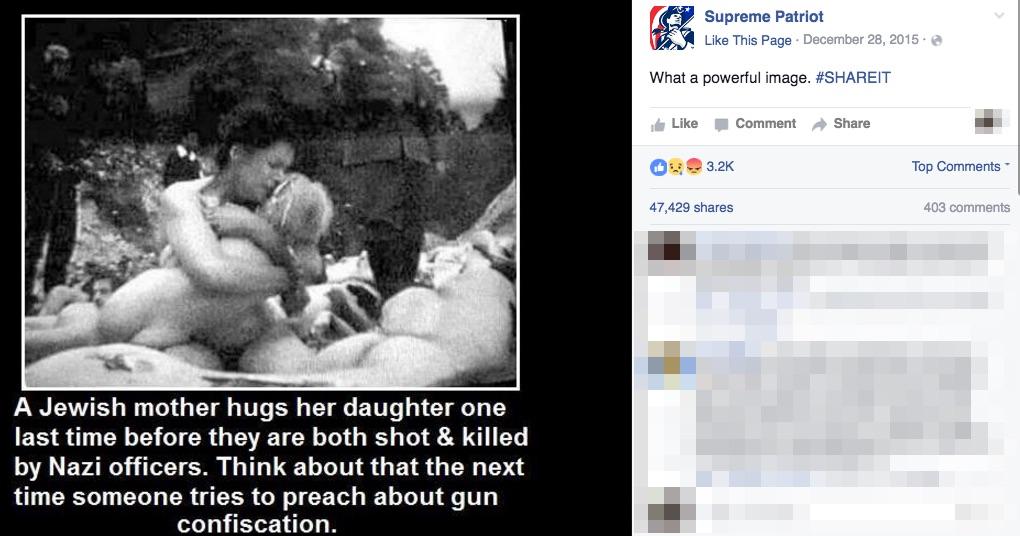 Supreme Patriot
Like This Page · December 28, 2015 ·
What a powerful image. #SHAREIT
Like Comment Share
3.2K Top Comments
47,429 shares 403 comments
A Jewish mother hugs her daughter one
last time before they are both shot & killed
by Nazi officers. Think about that the next
time someone tries to preach about gun
confiscation.